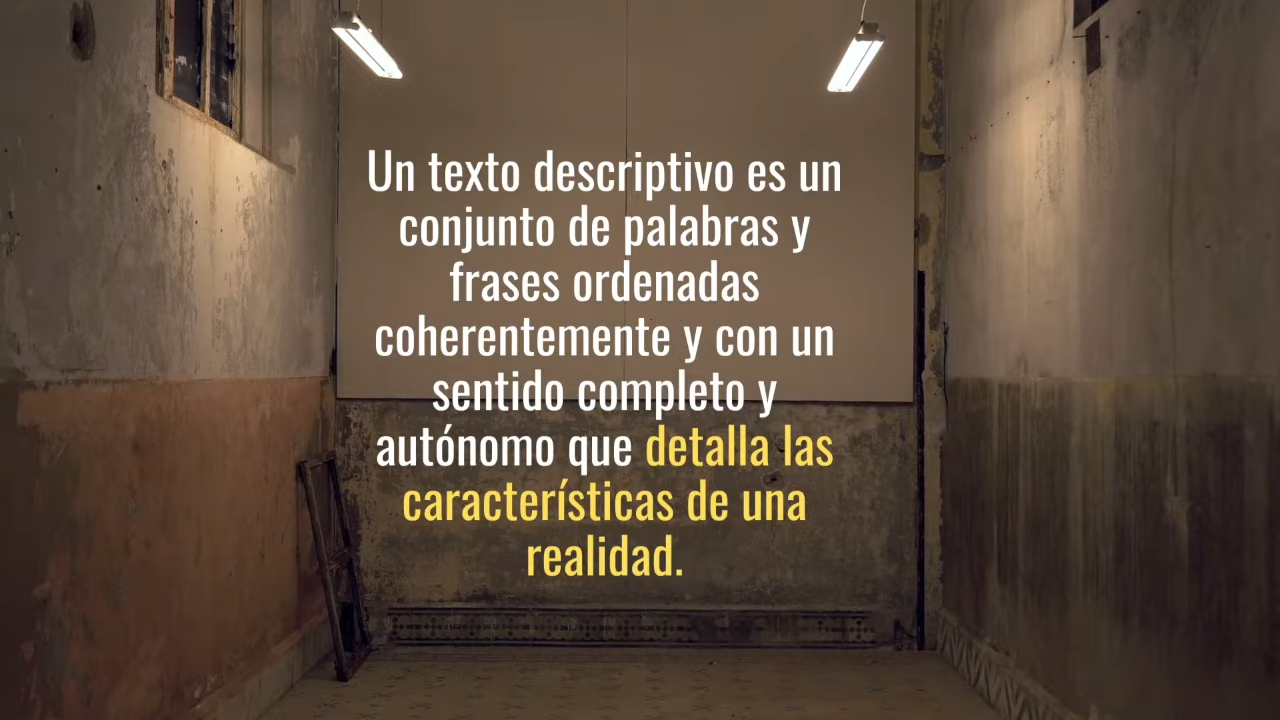 Un texto descriptivo es un
conjunto de palabras y
frases ordenadas
coherentemente y con un
sentido completo y
autónomo que detalla las
características de una
realidad.